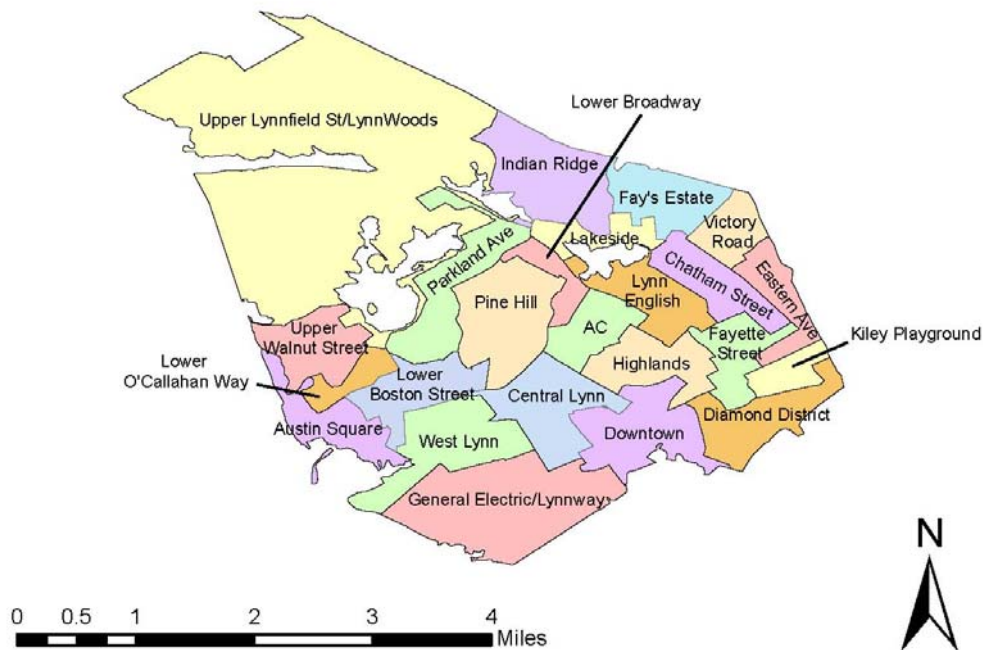 Lower Broadway
Upper Lynnfield St/LynnWoods
Indian Ridge
Fay's Estate
Victory
Road
Lakeside
Parkland Ave
Chatham Street
Eastern Ave
Lynn
English
Pine Hill
Upper
Walnut Street
AC
Fayette
Street
Kiley Playground
Lower
O'Callahan Way
Highlands
Lower
Boston Street
Central Lynn
Diamond District
Austin Square
West Lynn
Downtown
General Electric/Lynnway
N
0 0.5 1 2 3 4
Miles